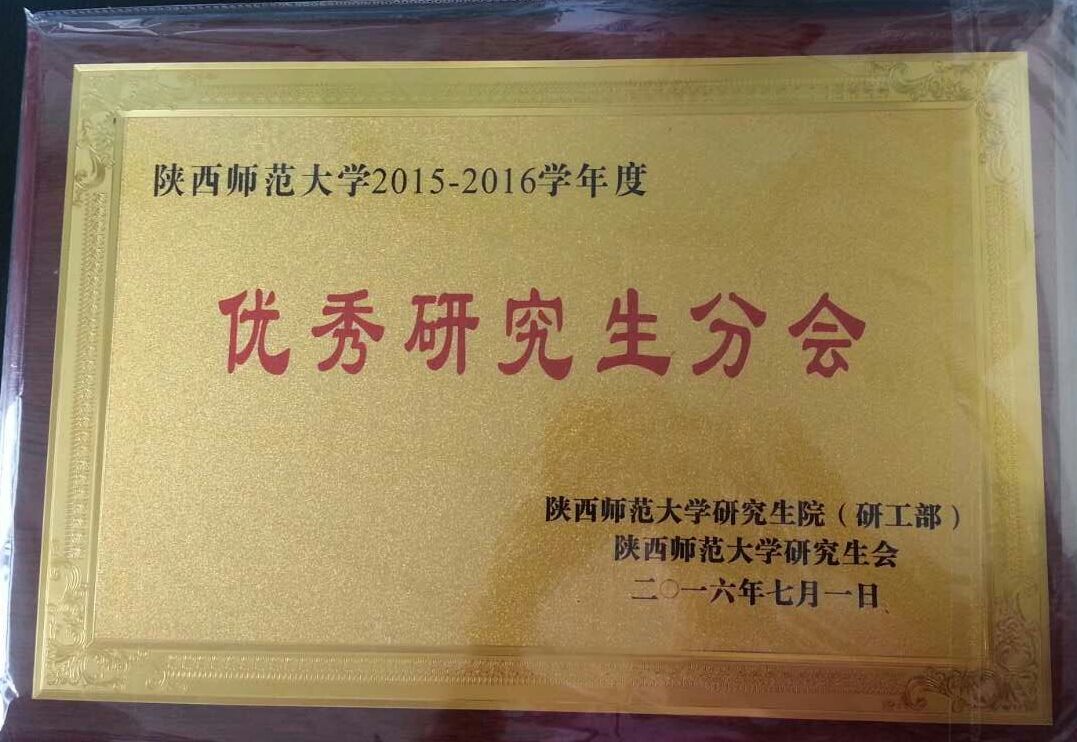 陕西师范大学2015-2016学年度
优秀研究生分会
陕西师范大学研究生院（研工部）
陕西师范大学研究生会
二〇一六年七月一日